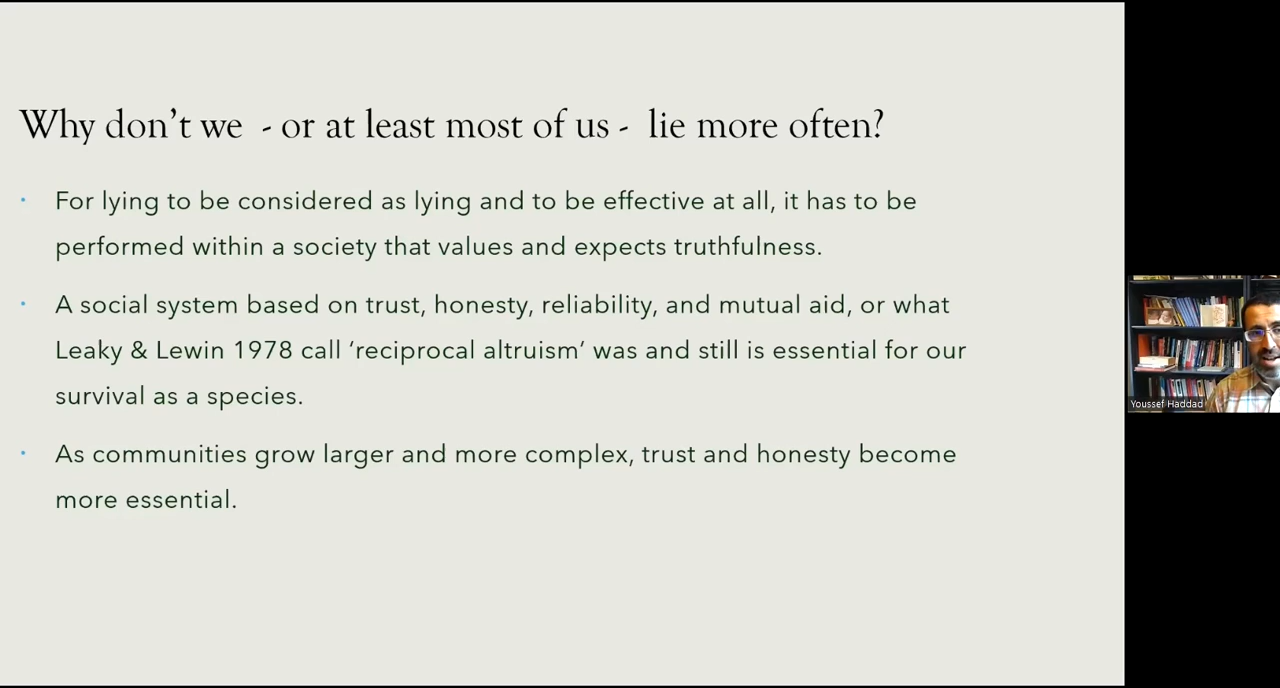 Why don’t we - or at least most of us - lie more often?
• For lying to be considered as lying and to be effective at all, it has to be
performed within a society that values and expects truthfulness.
• A social system based on trust, honesty, reliability, and mutual aid, or what
Leaky & Lewin 1978 call ‘reciprocal altruism’ was and still is essential for our
survival as a species.
• As communities grow larger and more complex, trust and honesty become
more essential.
Youssef Haddad